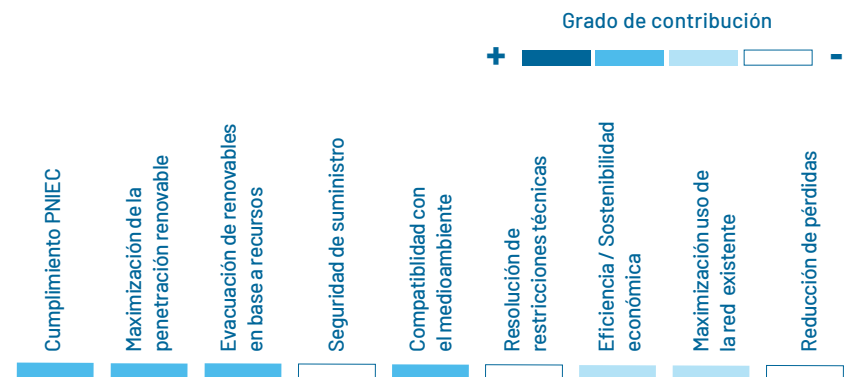 Grado de contribución
+ -
Cumplimiento PNIEC
Maximización de la
penetración renovable
Evacuación de renovables
en base a recursos
Seguridad de suministro
Compatiblidad con
el medioambiente
Resolución de
restricciones técnicas
Eficiencia / Sostenibilidad
económica
Maximización uso de
la red existente
Reducción de pérdidas